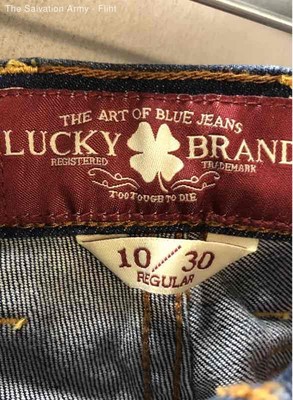 The Salvation Army - Flint
THE ART OF BLUE JEANS
LUCKY BRAND
REGISTERED TRADEMARK
TOO TOUGH TO DIE
10 30
REGULAR